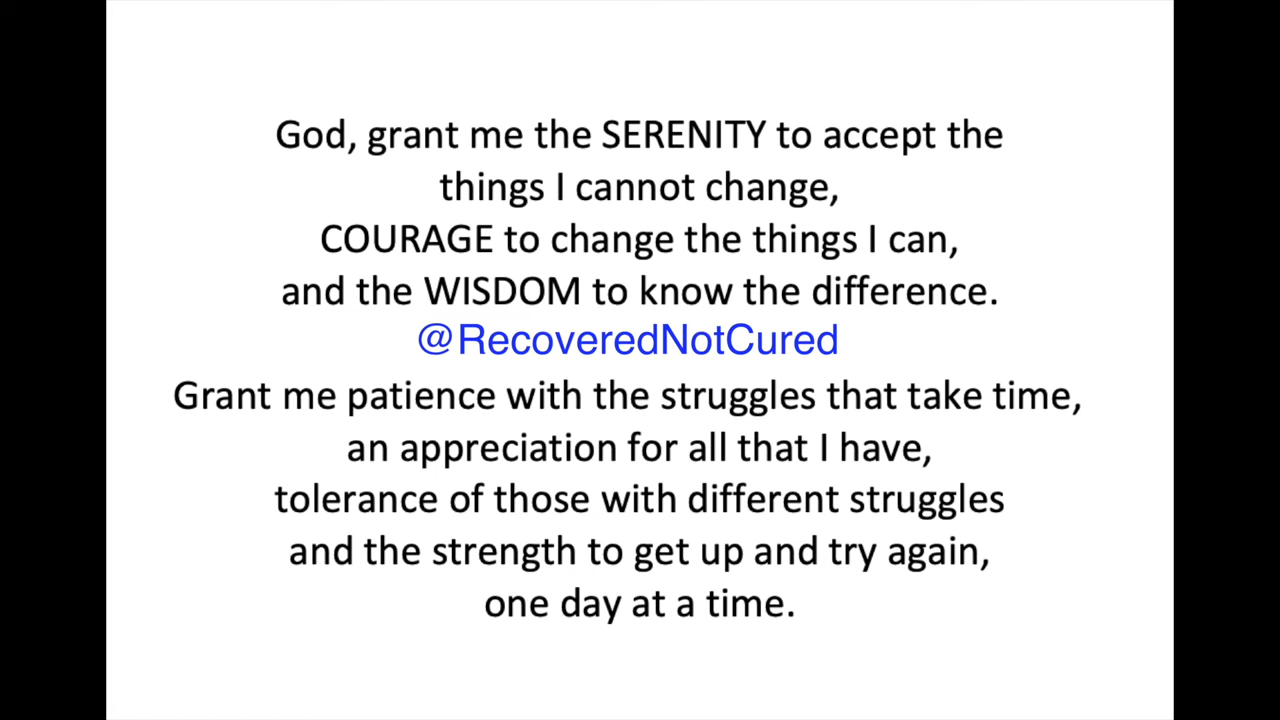 God, grant me the SERENITY to accept the
things I cannot change,
COURAGE to change the things I can,
and the WISDOM to know the difference.
@RecoveredNotCured
Grant me patience with the struggles that take time,
an appreciation for all that I have,
tolerance of those with different struggles
and the strength to get up and try again,
one day at a time.